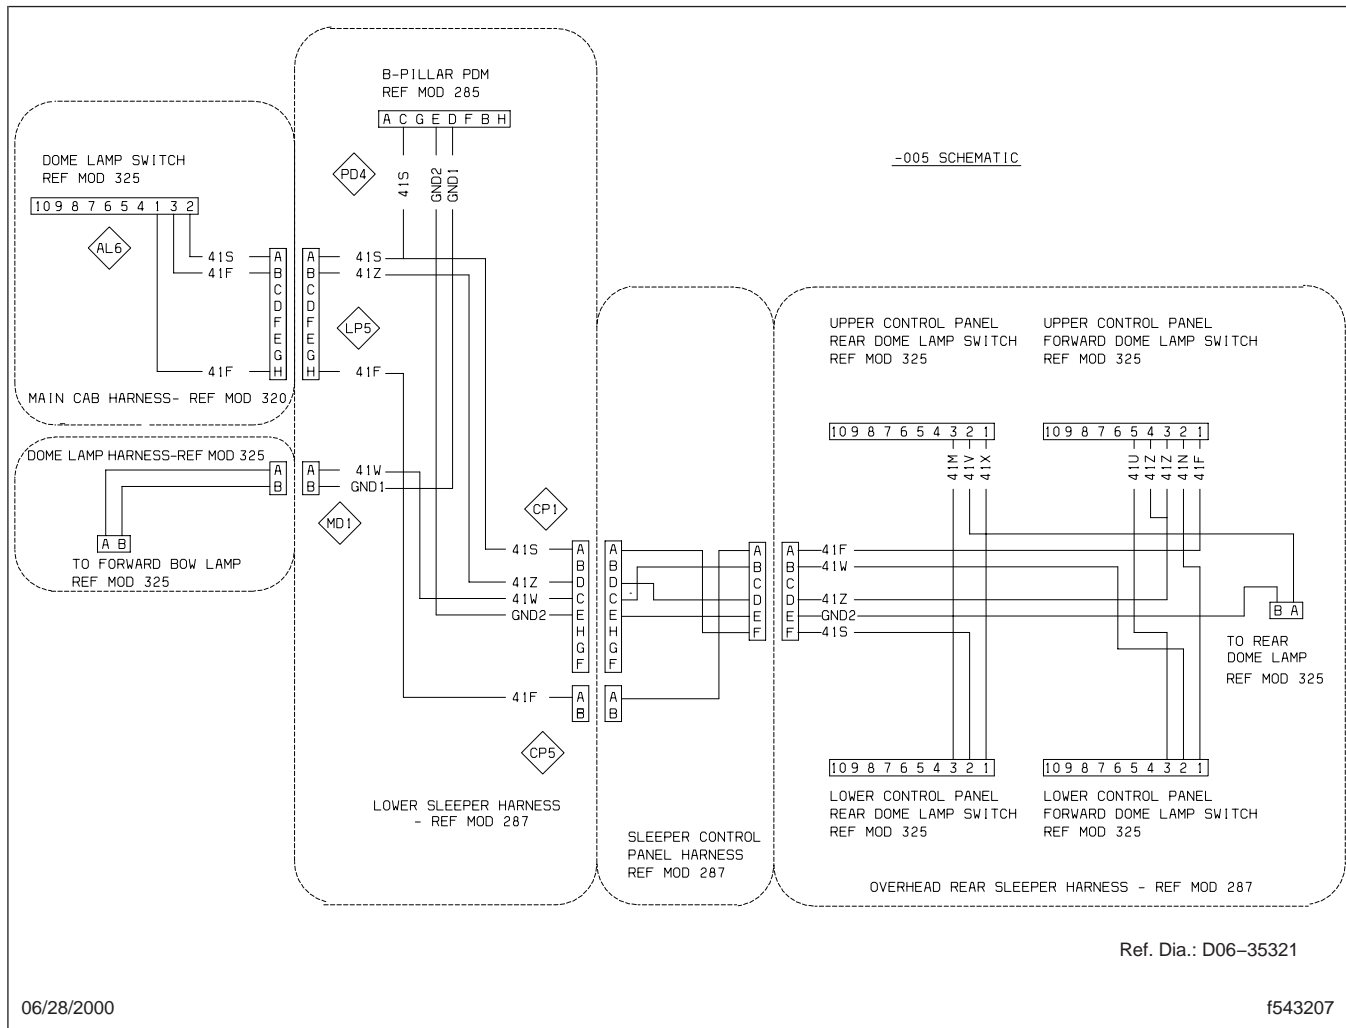 B-PILLAR PDM
REF MOD 285
A C G E D F B H
-005 SCHEMATIC
DOME LAMP SWITCH
REF MOD 325
10 9 8 7 6 5 4 1 3 2
PD4
41S
GND2
GND1
AL6
41S
41F
41F
A
B
C
D
F
E
G
H
A
B
C
D
F
E
G
H
41S
41Z
41F
LP5
MAIN CAB HARNESS- REF MOD 320
DOME LAMP HARNESS-REF MOD 325
A
B
A
B
41W
GND1
MD1
A B
TO FORWARD BOW LAMP
REF MOD 325
CP1
41S
41Z
41W
GND2
A
B
D
C
E
H
G
F
A
B
D
C
E
H
G
F
41F
A
B
A
B
CP5
LOWER SLEEPER HARNESS
- REF MOD 287
SLEEPER CONTROL
PANEL HARNESS
REF MOD 287
A
B
C
D
E
F
A
B
C
D
E
F
41F
41W
41Z
GND2
41S
UPPER CONTROL PANEL
REAR DOME LAMP SWITCH
REF MOD 325
UPPER CONTROL PANEL
FORWARD DOME LAMP SWITCH
REF MOD 325
10 9 8 7 6 5 4 3 2 1
10 9 8 7 6 5 4 3 2 1
41M
41V
41X
41U
41Z
41Z
41N
41F
B A
TO REAR
DOME LAMP
REF MOD 325
10 9 8 7 6 5 4 3 2 1
10 9 8 7 6 5 4 3 2 1
LOWER CONTROL PANEL
REAR DOME LAMP SWITCH
REF MOD 325
LOWER CONTROL PANEL
FORWARD DOME LAMP SWITCH
REF MOD 325
OVERHEAD REAR SLEEPER HARNESS - REF MOD 287
Ref. Dia.: D06–35321
06/28/2000
f543207